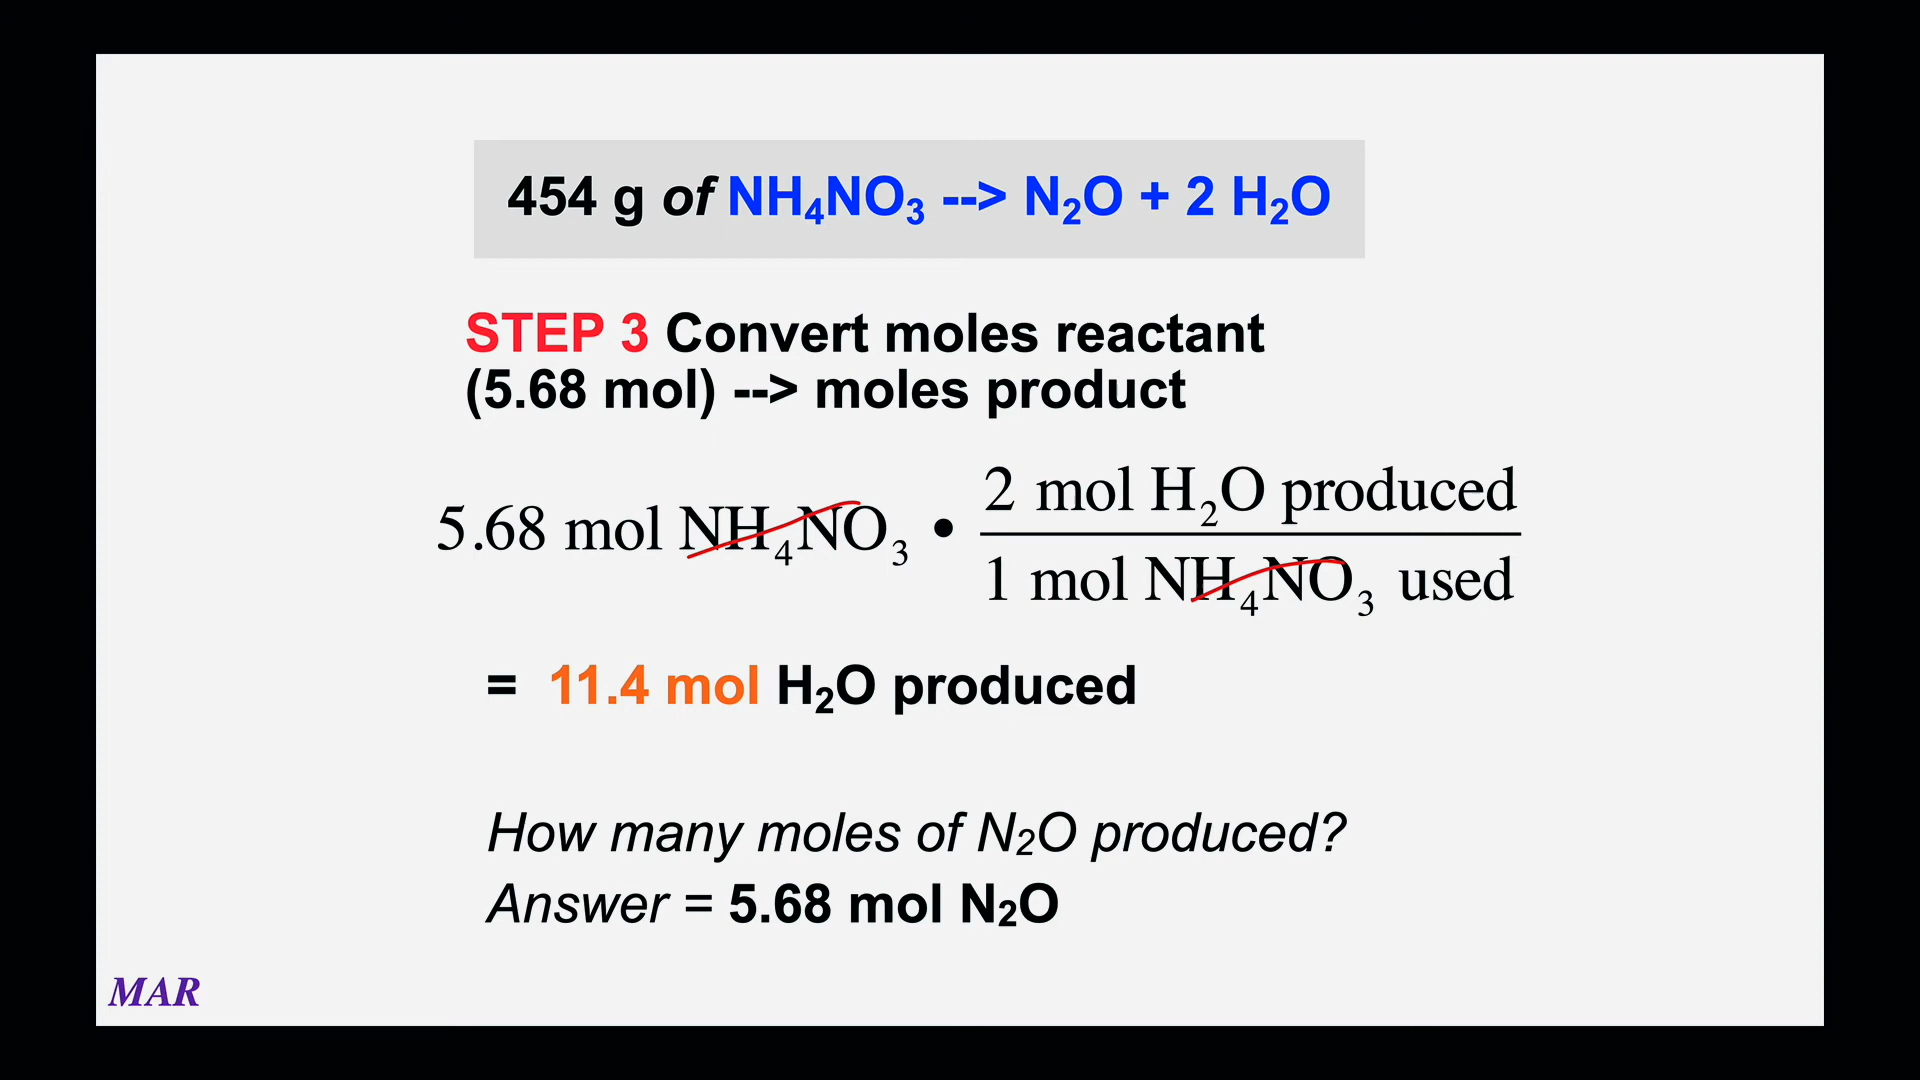 454 g of NH₄NO₃ --> N₂O + 2 H₂O
STEP 3 Convert moles reactant
(5.68 mol) --> moles product
5.68 mol NH₄NO₃ • 2 mol H₂O produced / 1 mol NH₄NO₃ used
= 11.4 mol H₂O produced
How many moles of N₂O produced?
Answer = 5.68 mol N₂O
MAR